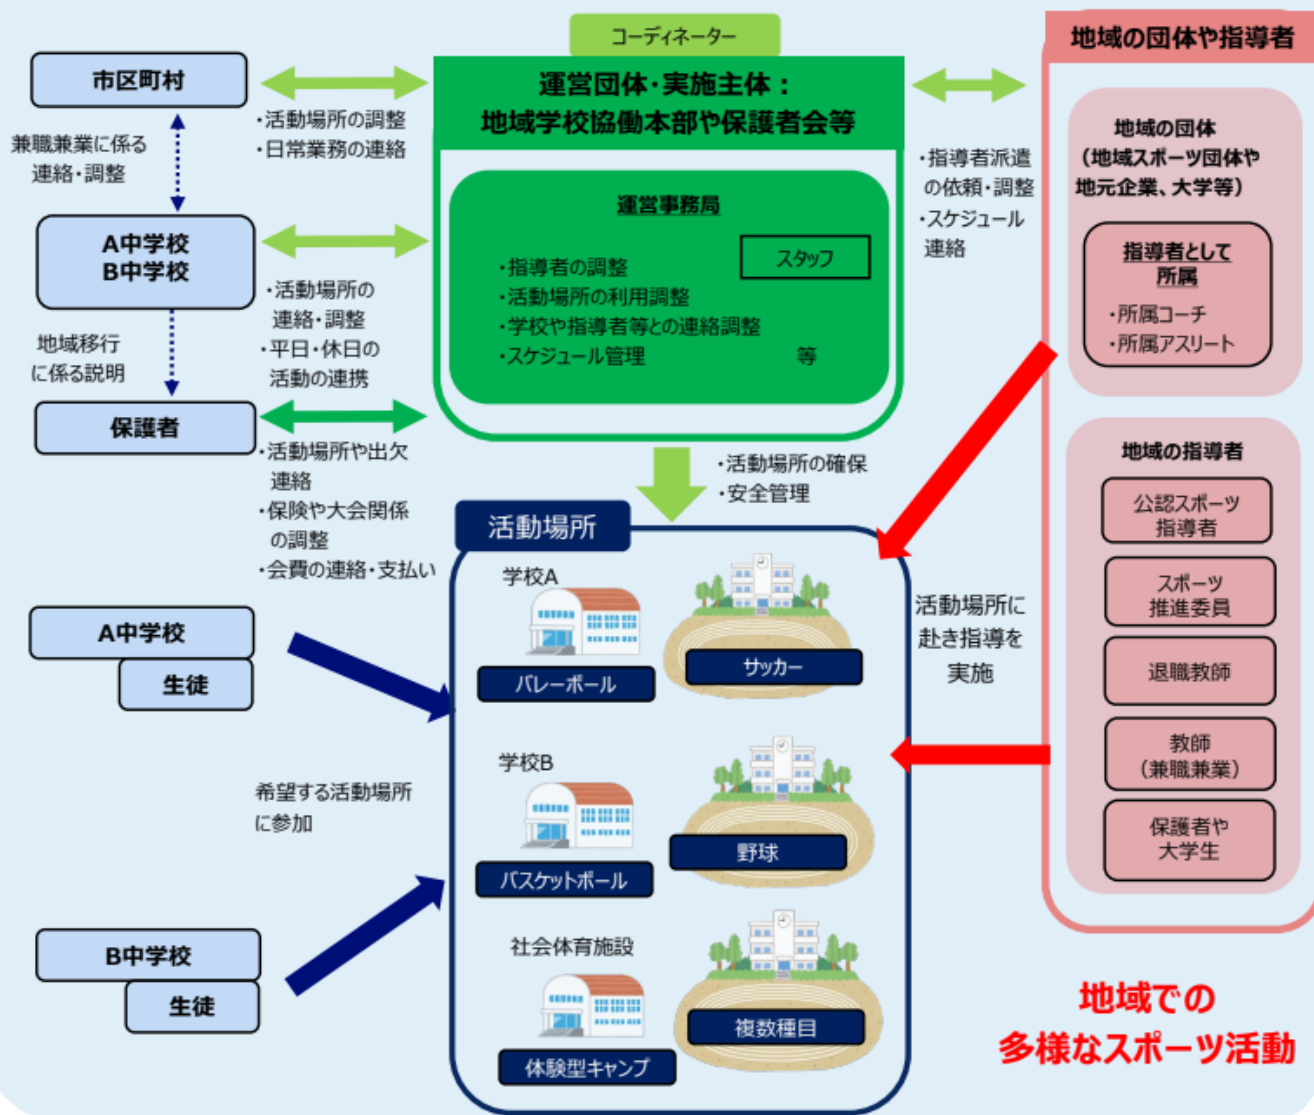 コーディネーター
運営団体・実施主体：
地域学校協働本部や保護者会等
運営事務局
スタッフ
・指導者の調整
・活動場所の利用調整
・学校や指導者等との連絡調整
・スケジュール管理 等
市区町村
・活動場所の調整
・日常業務の連絡
兼職兼業に係る
連絡・調整
A中学校
B中学校
・活動場所の
連絡・調整
・平日・休日の
活動の連携
地域移行
に係る説明
保護者
・活動場所や出欠
連絡
・保険や大会関係
の調整
・会費の連絡・支払い
・指導者派遣
の依頼・調整
・スケジュール
連絡
地域の団体や指導者
地域の団体
（地域スポーツ団体や
地元企業、大学等）
指導者として
所属
・所属コーチ
・所属アスリート
地域の指導者
公認スポーツ
指導者
スポーツ
推進委員
退職教師
教師
（兼職兼業）
保護者や
大学生
・活動場所の確保
・安全管理
活動場所
学校A
バレーボール
サッカー
学校B
バスケットボール
野球
社会体育施設
体験型キャンプ
複数種目
活動場所に
赴き指導を
実施
A中学校
生徒
希望する活動場所
に参加
B中学校
生徒
地域での
多様なスポーツ活動